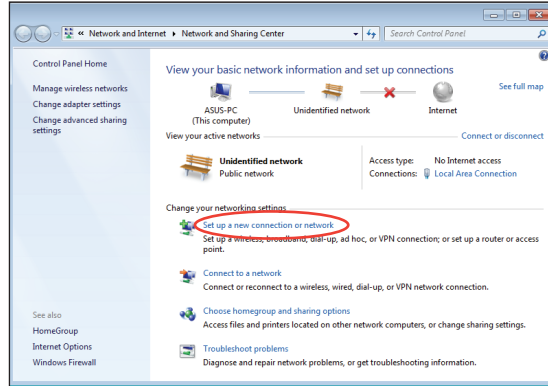 « Network and Internet ▸ Network and Sharing Center
Search Control Panel
Control Panel Home
Manage wireless networks
Change adapter settings
Change advanced sharing
settings
See also
HomeGroup
Internet Options
Windows Firewall
View your basic network information and set up connections
See full map
ASUS-PC
(This computer)
Unidentified network
Internet
View your active networks
Connect or disconnect
Unidentified network
Public network
Access type: No Internet access
Connections: Local Area Connection
Change your networking settings
Set up a new connection or network
Set up a wireless, broadband, dial-up, ad hoc, or VPN connection; or set up a router or access
point.
Connect to a network
Connect or reconnect to a wireless, wired, dial-up, or VPN network connection.
Choose homegroup and sharing options
Access files and printers located on other network computers, or change sharing settings.
Troubleshoot problems
Diagnose and repair network problems, or get troubleshooting information.